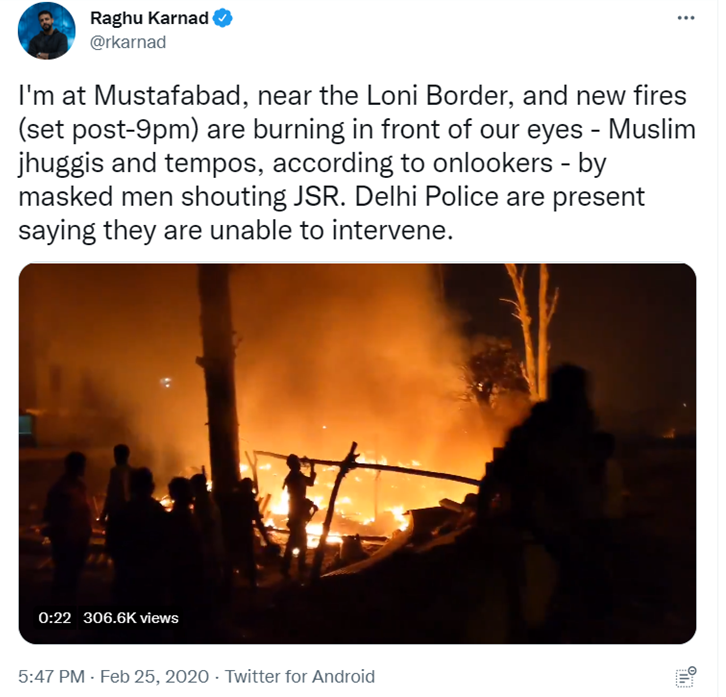 Raghu Karnad
@rkarnad
I'm at Mustafabad, near the Loni Border, and new fires
(set post-9pm) are burning in front of our eyes - Muslim
jhuggis and tempos, according to onlookers - by
masked men shouting JSR. Delhi Police are present
saying they are unable to intervene.
0:22 306.6K views
5:47 PM · Feb 25, 2020 · Twitter for Android